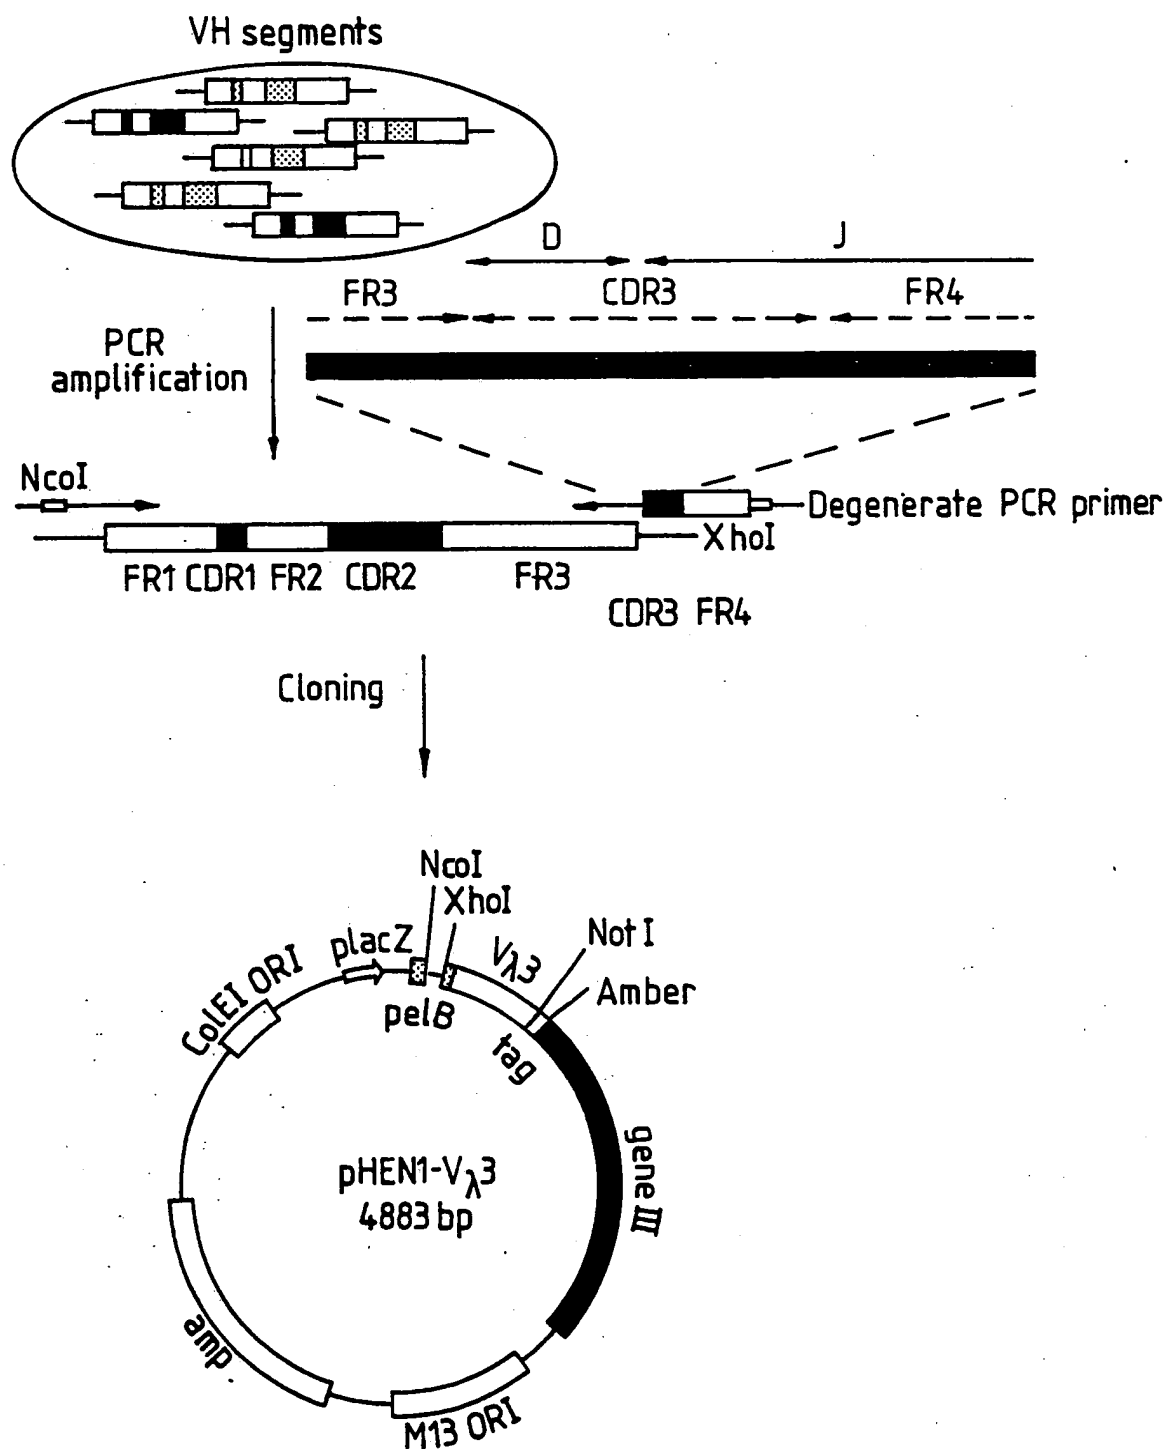 VH segments
D
J
FR3
CDR3
FR4
PCR
amplification
NcoI
Degenerate PCR primer
XhoI
FR1 CDR1 FR2 CDR2 FR3
CDR3 FR4
Cloning
NcoI
XhoI
Vλ3
Not I
Amber
placZ
pelB
tag
ColEI ORI
gene III
pHEN1-Vλ3
4883 bp
amp
M13 ORI